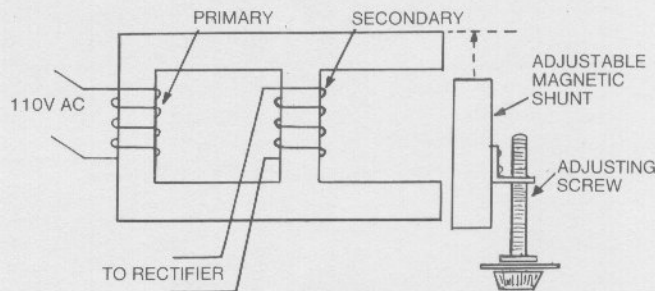 PRIMARY
SECONDARY
110V AC
ADJUSTABLE
MAGNETIC
SHUNT
ADJUSTING
SCREW
TO RECTIFIER